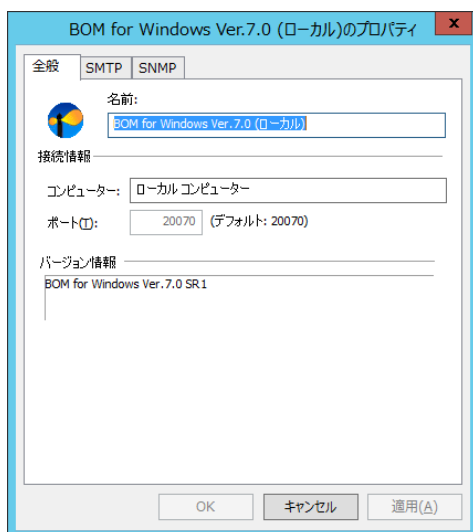 BOM for Windows Ver.7.0 (ローカル)のプロパティ x
全般 SMTP SNMP
名前:
BOM for Windows Ver.7.0 (ローカル)
接続情報
コンピューター: ローカル コンピューター
ポート(T): 20070 (デフォルト: 20070)
バージョン情報
BOM for Windows Ver.7.0 SR1
OK キャンセル 適用(A)